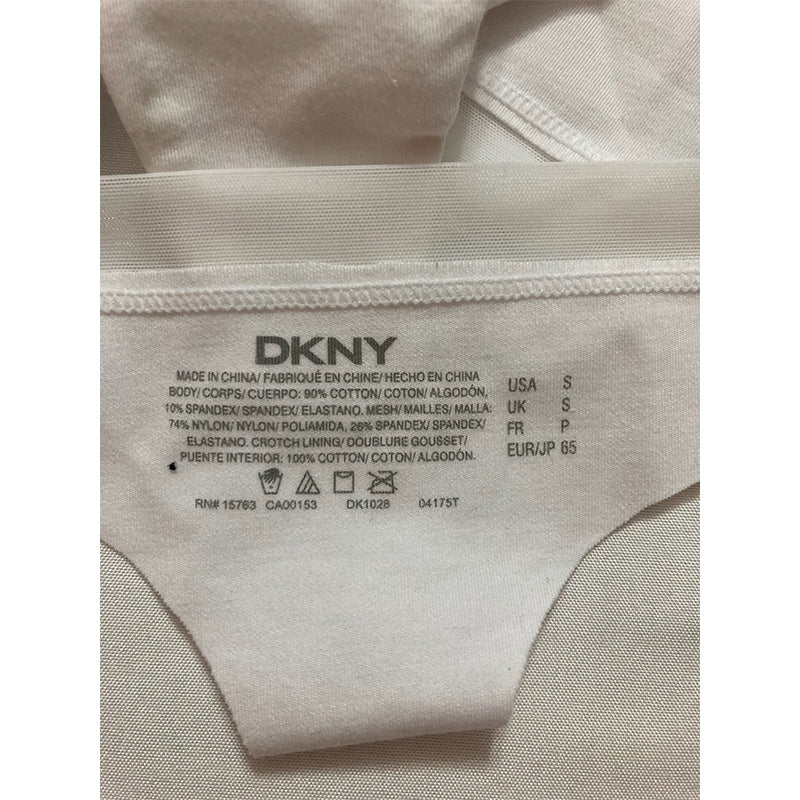 DKNY
MADE IN CHINA/ FABRIQUÉ EN CHINE/ HECHO EN CHINA
BODY/ CORPS/ CUERPO: 90% COTTON/ COTON/ ALGODÓN,
10% SPANDEX/ SPANDEX/ ELASTANO. MESH/ MAILLES/ MALLA:
74% NYLON/ NYLON/ POLIAMIDA, 26% SPANDEX/ SPANDEX/
ELASTANO. CROTCH LINING/ DOUBLURE GOUSSET/
PUENTE INTERIOR: 100% COTTON/ COTON/ ALGODÓN.
RN# 15763 CA00153 DK1028 04175T
USA S
UK S
FR P
EUR/JP 65